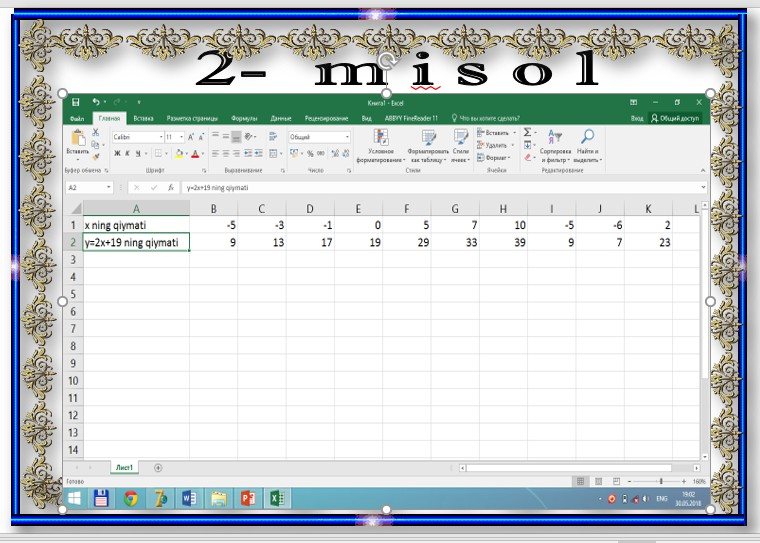 2- misol
Книга1 - Excel
Файл Главная Вставка Разметка страницы Формулы Данные Рецензирование Вид ABBYY FineReader 11 Что вы хотите сделать? Вход Общий доступ
Calibri 11 Общий
Вставить
Условное форматирование
Форматировать как таблицу
Стили ячеек
Вставить
Удалить
Формат
Сортировка и фильтр
Найти и выделить
Буфер обмена Шрифт Выравнивание Число Стили Ячейки Редактирование
A2 y=2x+19 ning qiymati
A B C D E F G H I J K L
1 x ning qiymati -5 -3 -1 0 5 7 10 -5 -6 2
2 y=2x+19 ning qiymati 9 13 17 19 29 33 39 9 7 23
3
4
5
6
7
8
9
10
11
12
13
14
Лист1
Готово 160%
ENG 19:02
30.05.2018